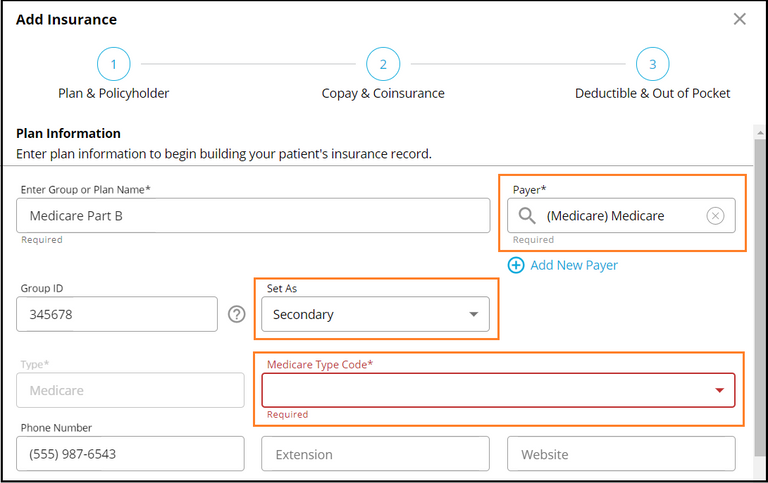 Add Insurance
1
2
3
Plan & Policyholder
Copay & Coinsurance
Deductible & Out of Pocket
Plan Information
Enter plan information to begin building your patient's insurance record.
Enter Group or Plan Name*
Medicare Part B
Required
Payer*
(Medicare) Medicare
Required
Add New Payer
Group ID
345678
Set As
Secondary
Type*
Medicare
Medicare Type Code*
Required
Phone Number
(555) 987-6543
Extension
Website